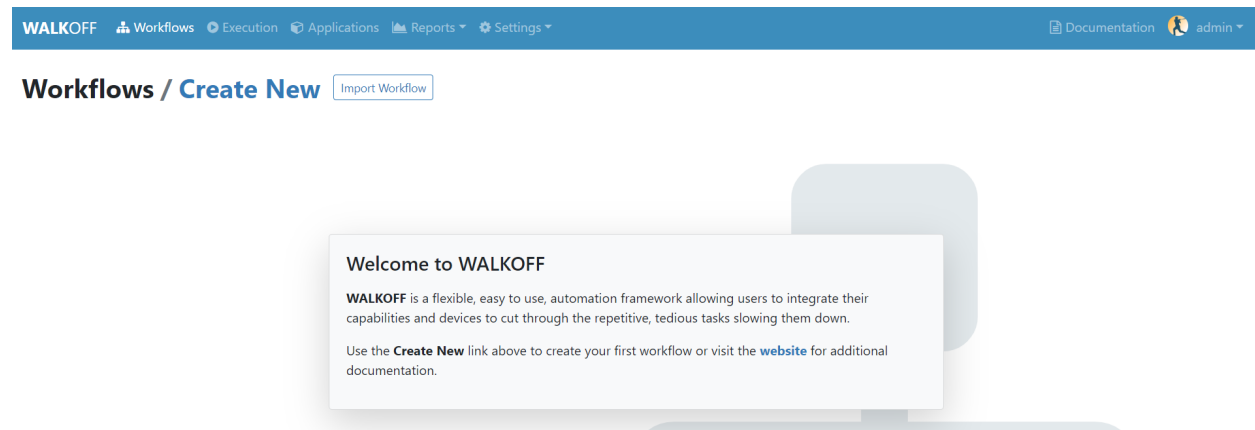 WALKOFF Workflows Execution Applications Reports Settings Documentation admin
Workflows / Create New Import Workflow
Welcome to WALKOFF
WALKOFF is a flexible, easy to use, automation framework allowing users to integrate their
capabilities and devices to cut through the repetitive, tedious tasks slowing them down.
Use the Create New link above to create your first workflow or visit the website for additional
documentation.